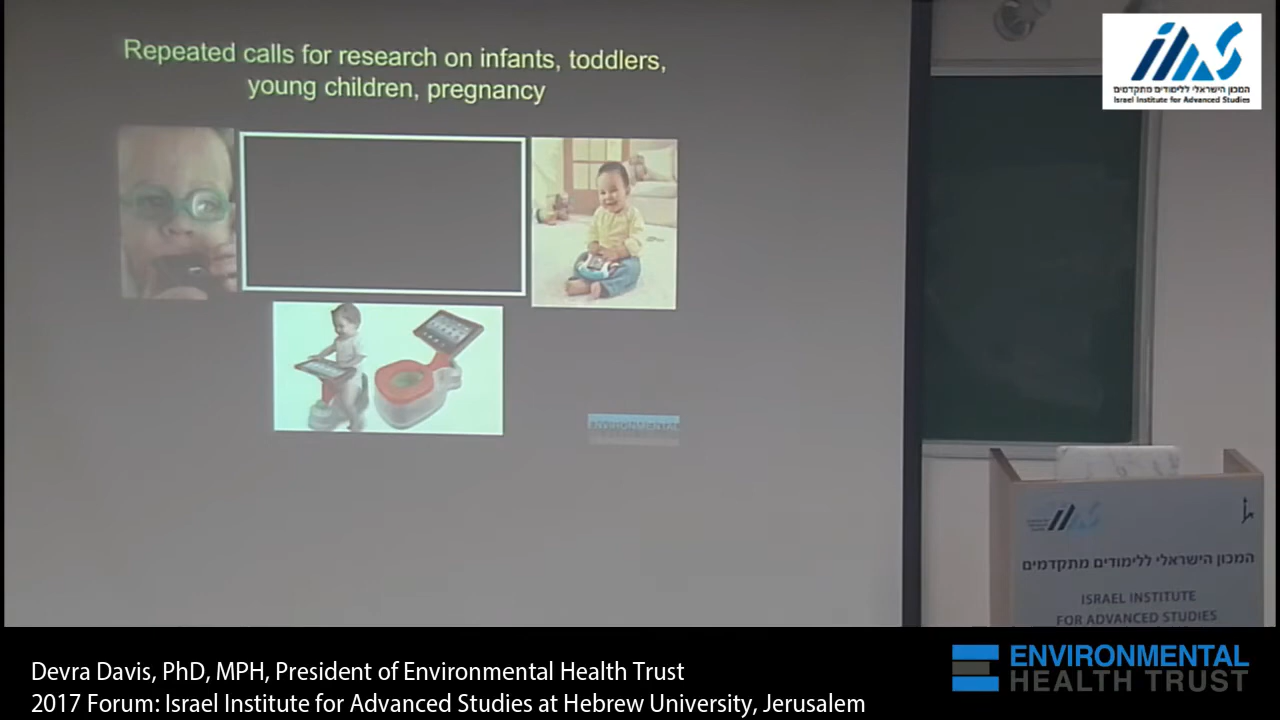 Repeated calls for research on infants, toddlers,
young children, pregnancy
המכון הישראלי ללימודים מתקדמים
Israel Institute for Advanced Studies
ENVIRONMENTAL
המכון הישראלי ללימודים מתקדמים
ISRAEL INSTITUTE
FOR ADVANCED STUDIES
Devra Davis, PhD, MPH, President of Environmental Health Trust
2017 Forum: Israel Institute for Advanced Studies at Hebrew University, Jerusalem
ENVIRONMENTAL
HEALTH TRUST